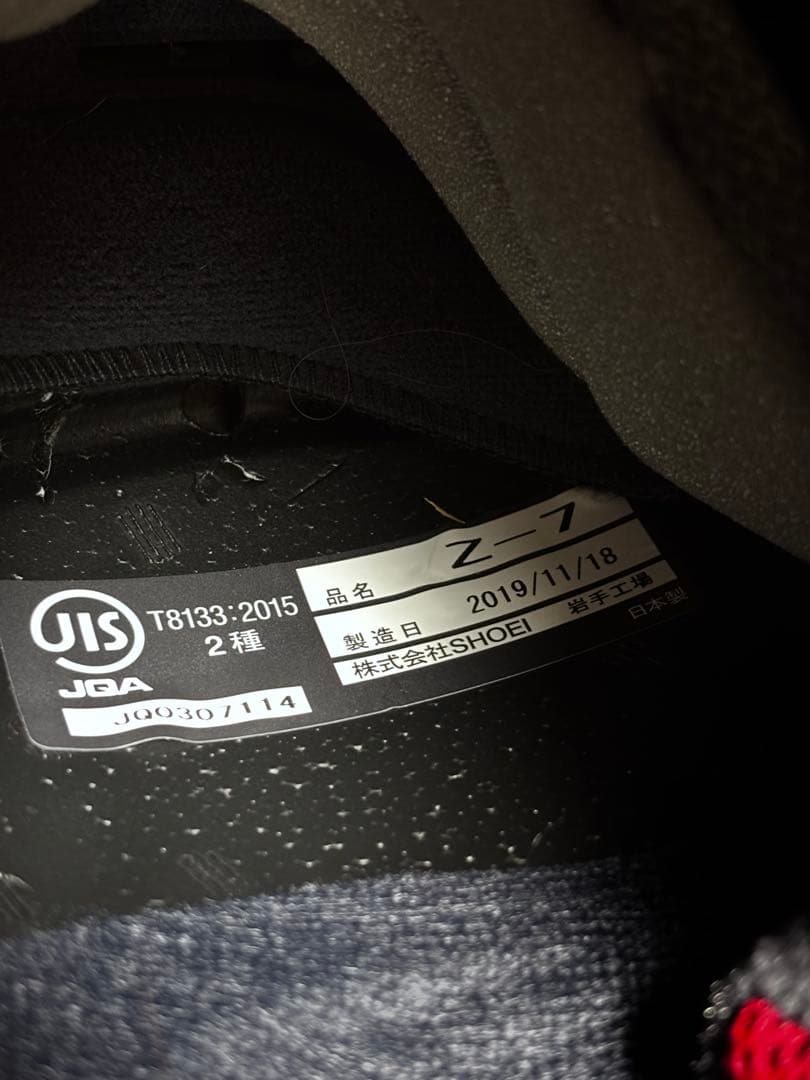 JIS
T8133:2015
2種
JQA
JQ0307114
品名 Z-7
製造日 2019/11/18
株式会社SHOEI 岩手工場
日本製